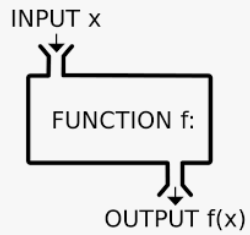 INPUT x
FUNCTION f:
OUTPUT f(x)